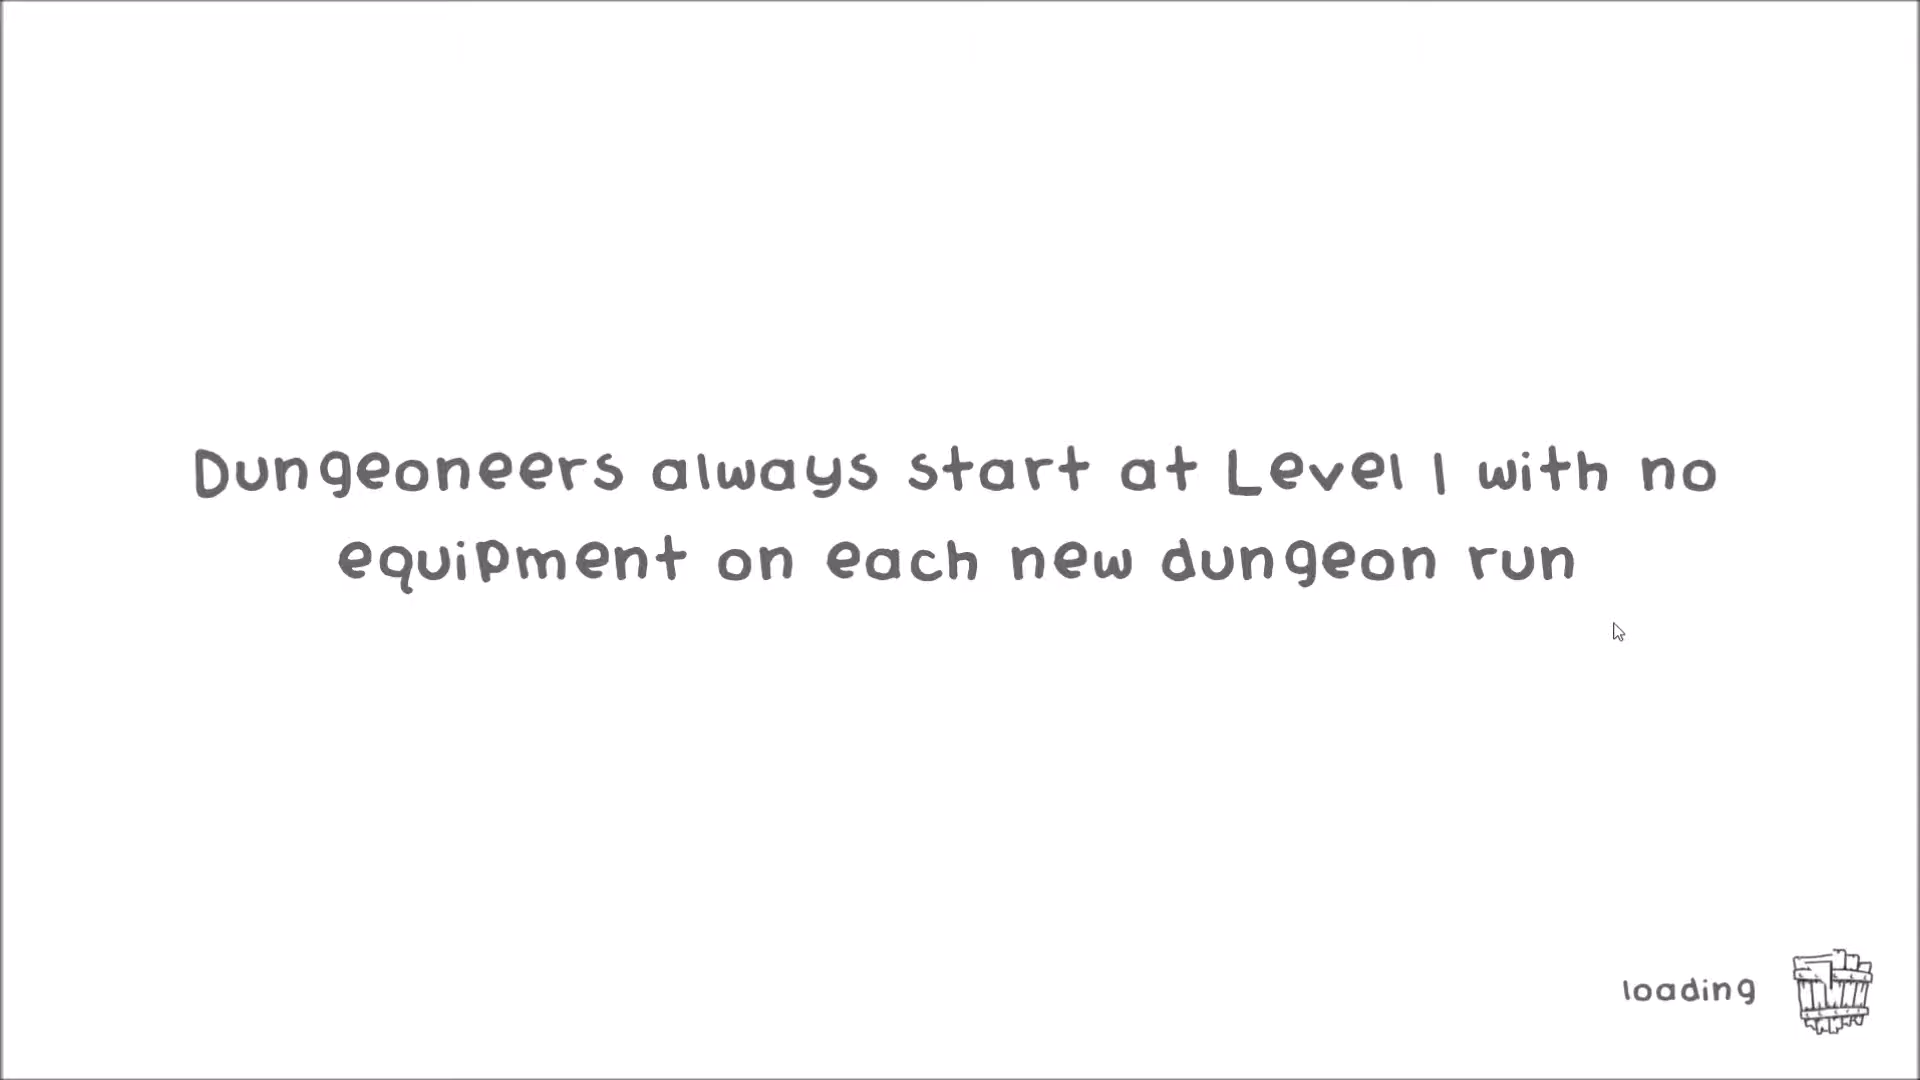 Dungeoneers always start at Level 1 with no
equipment on each new dungeon run
loading